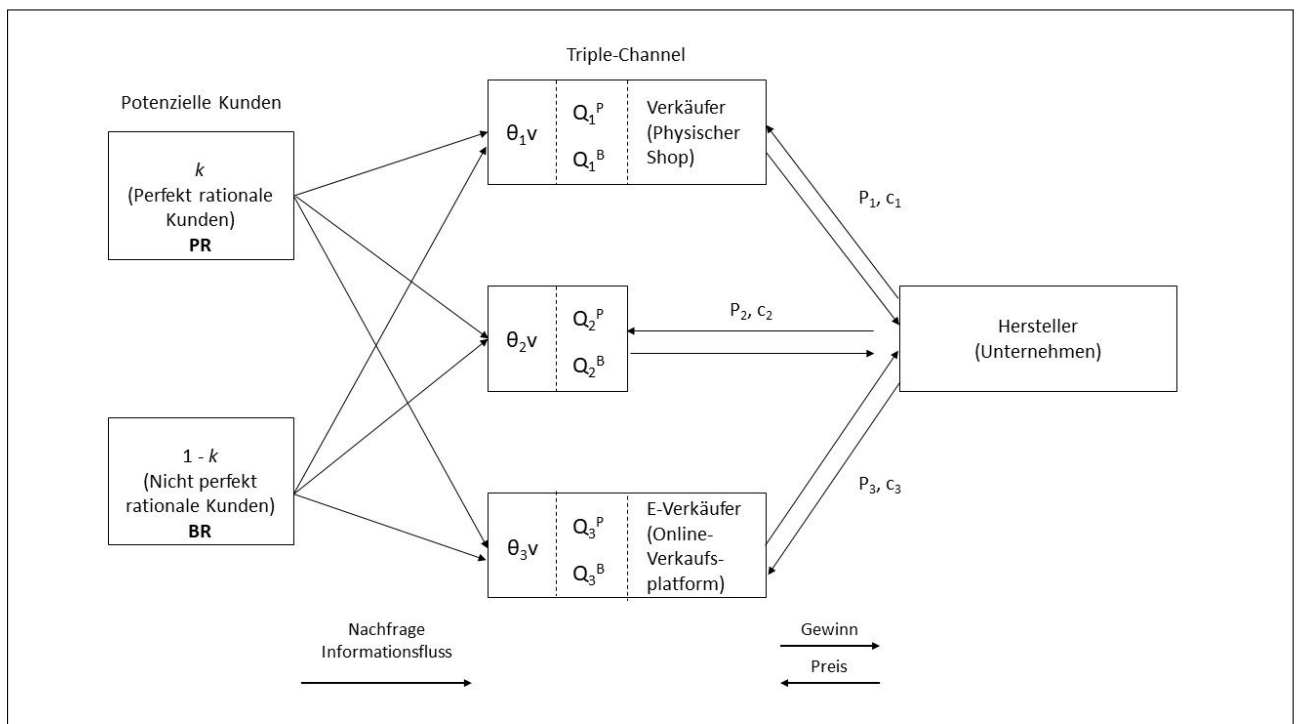 Triple-Channel
Potenzielle Kunden
k
(Perfekt rationale
Kunden)
PR
θ₁v
Q₁ᴾ
Q₁ᴮ
Verkäufer
(Physischer
Shop)
P₁, c₁
θ₂v
Q₂ᴾ
Q₂ᴮ
P₂, c₂
Hersteller
(Unternehmen)
1 - k
(Nicht perfekt
rationale Kunden)
BR
θ₃v
Q₃ᴾ
Q₃ᴮ
E-Verkäufer
(Online-
Verkaufs-
platform)
P₃, c₃
Nachfrage
Informationsfluss
Gewinn
Preis